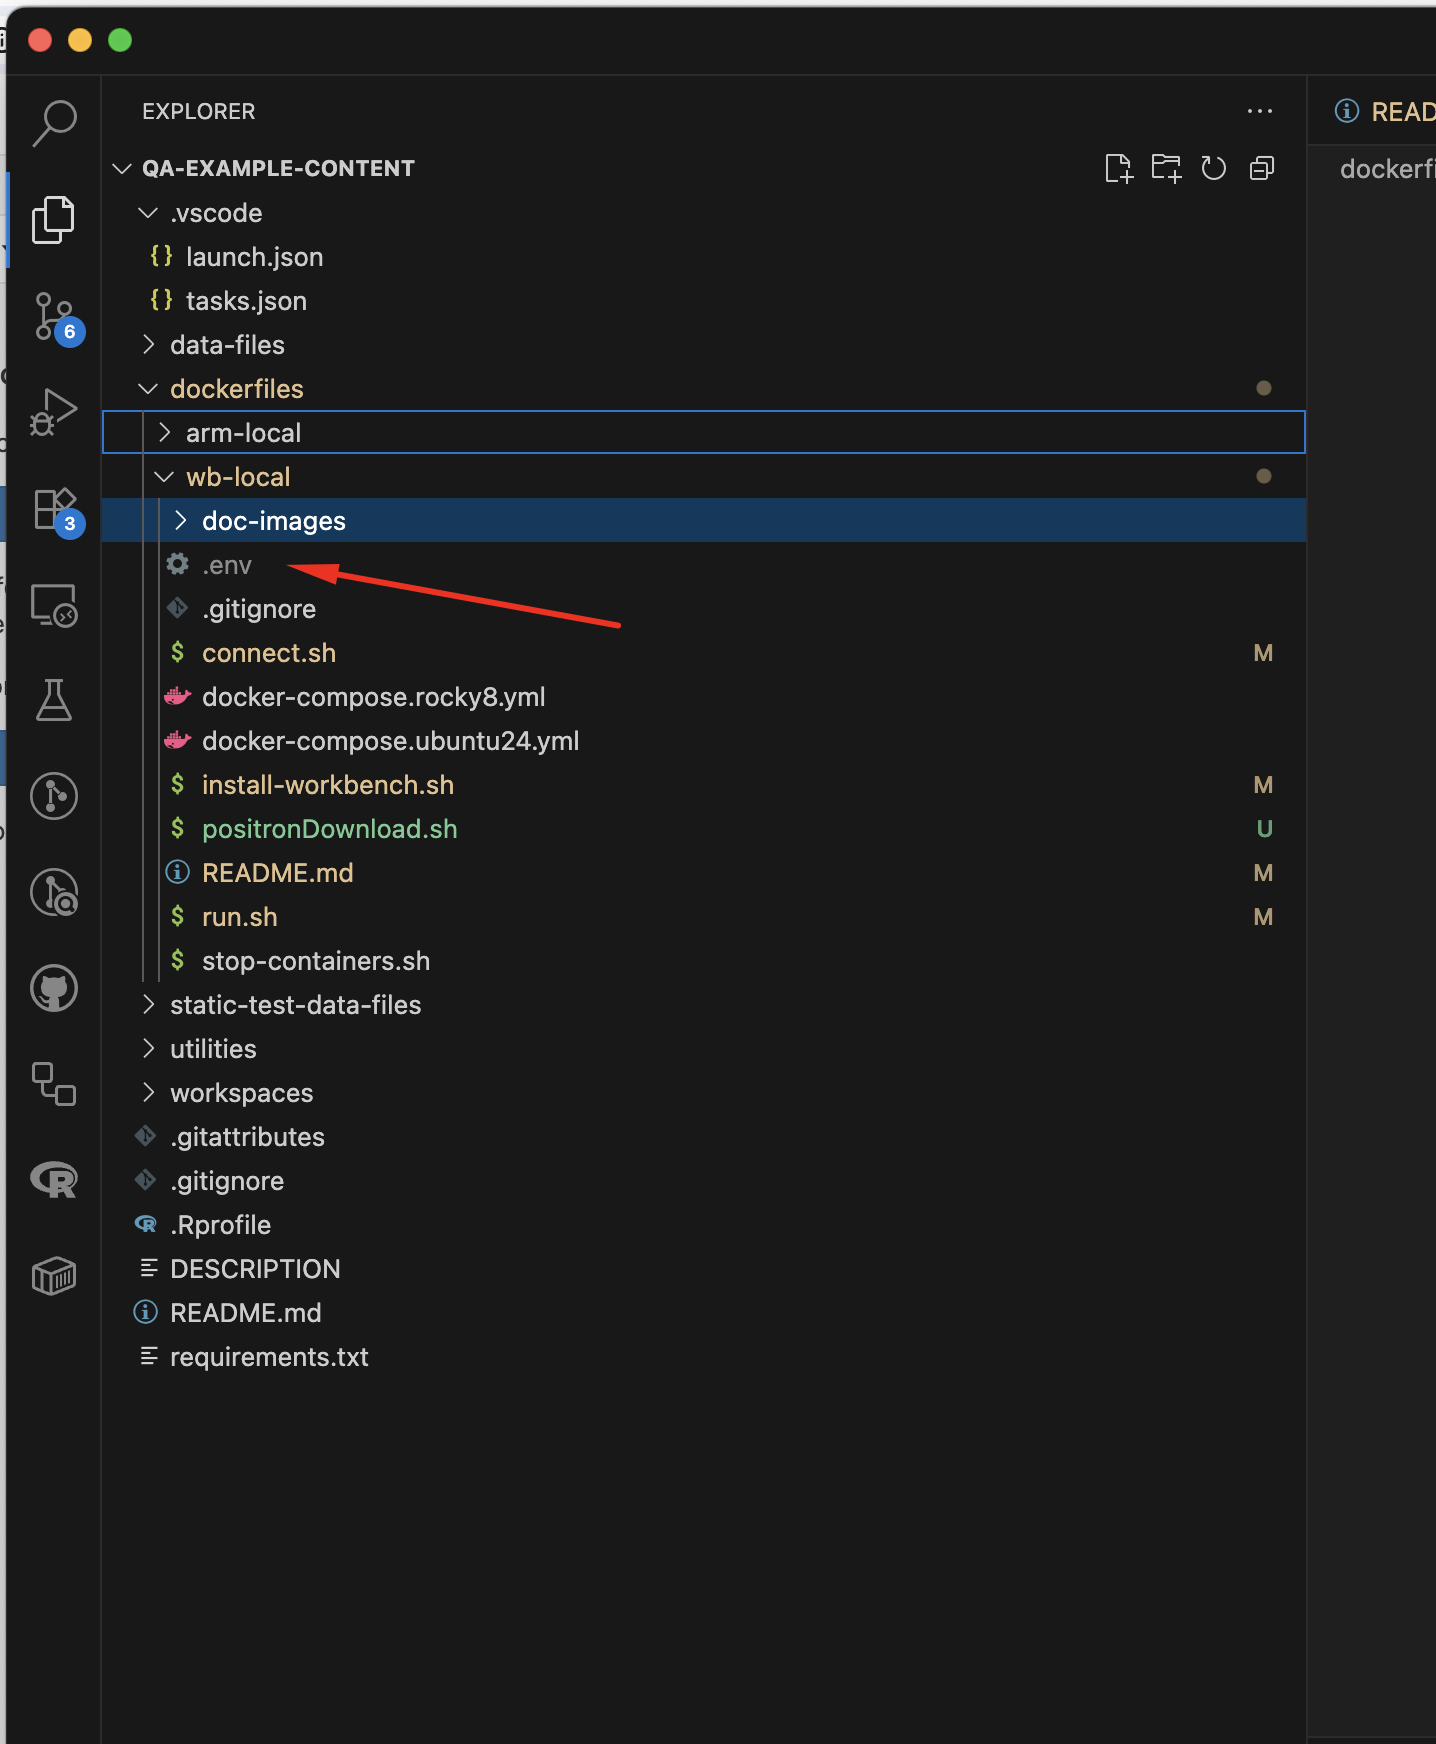 EXPLORER
QA-EXAMPLE-CONTENT
.vscode
{} launch.json
{} tasks.json
data-files
dockerfiles
arm-local
wb-local
doc-images
.env
.gitignore
$ connect.sh M
docker-compose.rocky8.yml
docker-compose.ubuntu24.yml
$ install-workbench.sh M
$ positronDownload.sh U
README.md M
$ run.sh M
$ stop-containers.sh
static-test-data-files
utilities
workspaces
.gitattributes
.gitignore
.Rprofile
DESCRIPTION
README.md
requirements.txt
6
3
READ
dockerfi